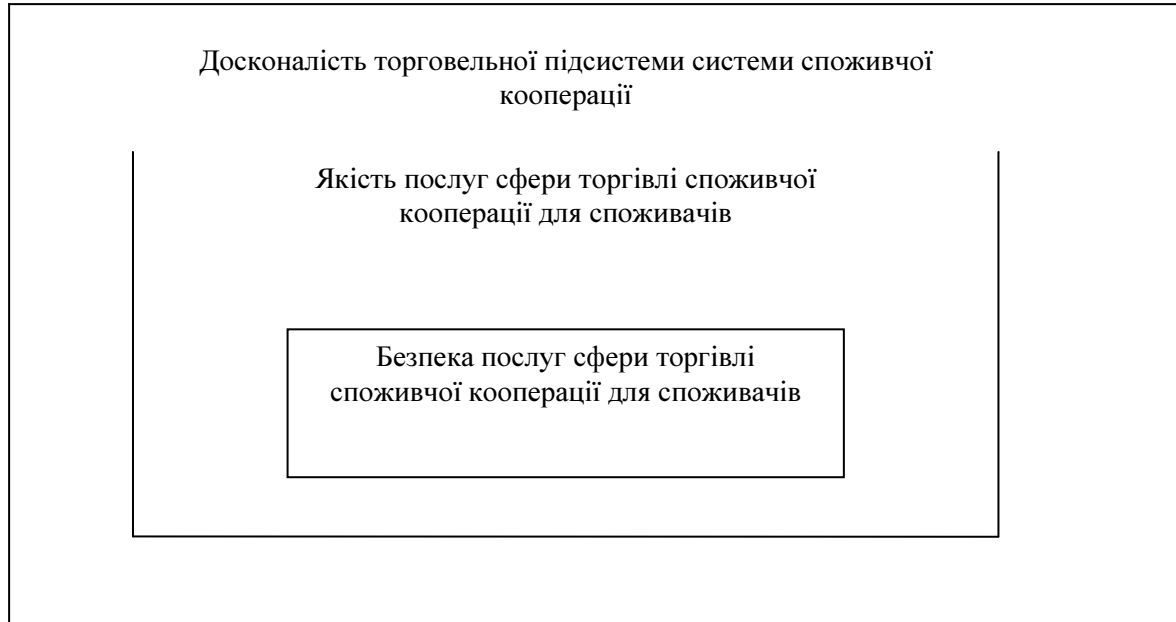 Досконалість торговельної підсистеми системи споживчої
кооперації
Якість послуг сфери торгівлі споживчої
кооперації для споживачів
Безпека послуг сфери торгівлі
споживчої кооперації для споживачів